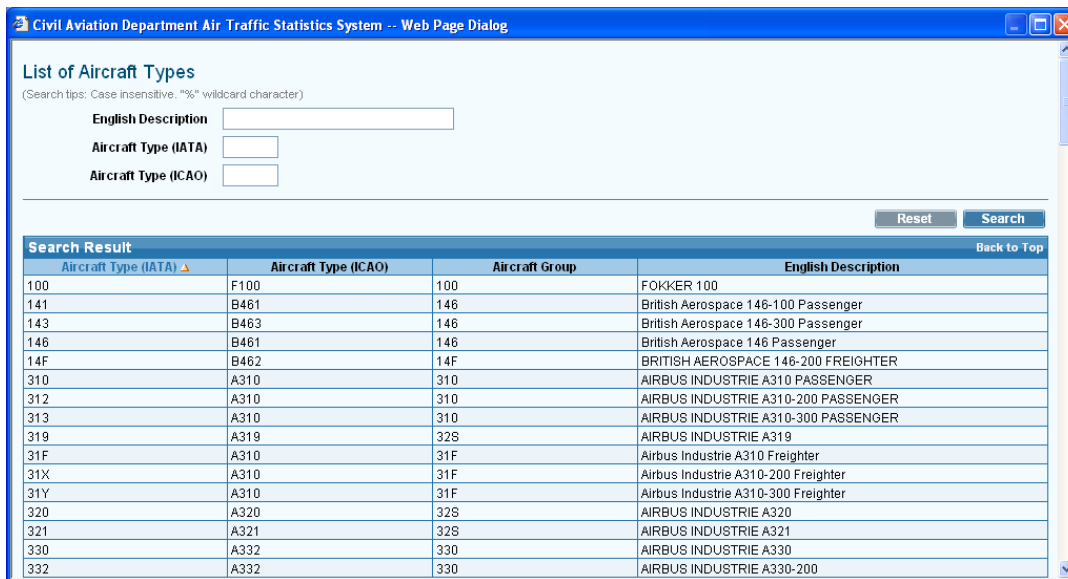 Civil Aviation Department Air Traffic Statistics System -- Web Page Dialog
List of Aircraft Types
(Search tips: Case insensitive. "%" wildcard character)
English Description
Aircraft Type (IATA)
Aircraft Type (ICAO)
Reset Search
Search Result Back to Top
Aircraft Type (IATA) Aircraft Type (ICAO) Aircraft Group English Description
100 F100 100 FOKKER 100
141 B461 146 British Aerospace 146-100 Passenger
143 B463 146 British Aerospace 146-300 Passenger
146 B461 146 British Aerospace 146 Passenger
14F B462 14F BRITISH AEROSPACE 146-200 FREIGHTER
310 A310 310 AIRBUS INDUSTRIE A310 PASSENGER
312 A310 310 AIRBUS INDUSTRIE A310-200 PASSENGER
313 A310 310 AIRBUS INDUSTRIE A310-300 PASSENGER
319 A319 32S AIRBUS INDUSTRIE A319
31F A310 31F Airbus Industrie A310 Freighter
31X A310 31F Airbus Industrie A310-200 Freighter
31Y A310 31F Airbus Industrie A310-300 Freighter
320 A320 32S AIRBUS INDUSTRIE A320
321 A321 32S AIRBUS INDUSTRIE A321
330 A332 330 AIRBUS INDUSTRIE A330
332 A332 330 AIRBUS INDUSTRIE A330-200